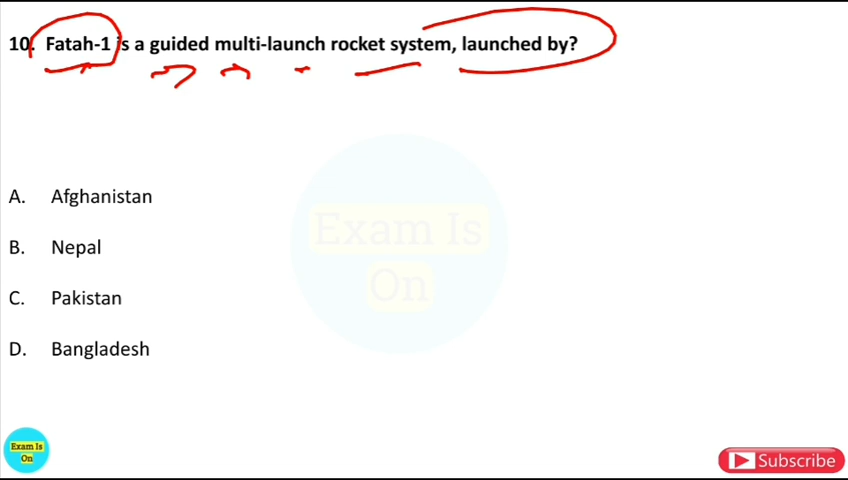 10. Fatah-1 is a guided multi-launch rocket system, launched by?
A. Afghanistan
B. Nepal
C. Pakistan
D. Bangladesh
Exam Is
On
Exam Is
On
Subscribe